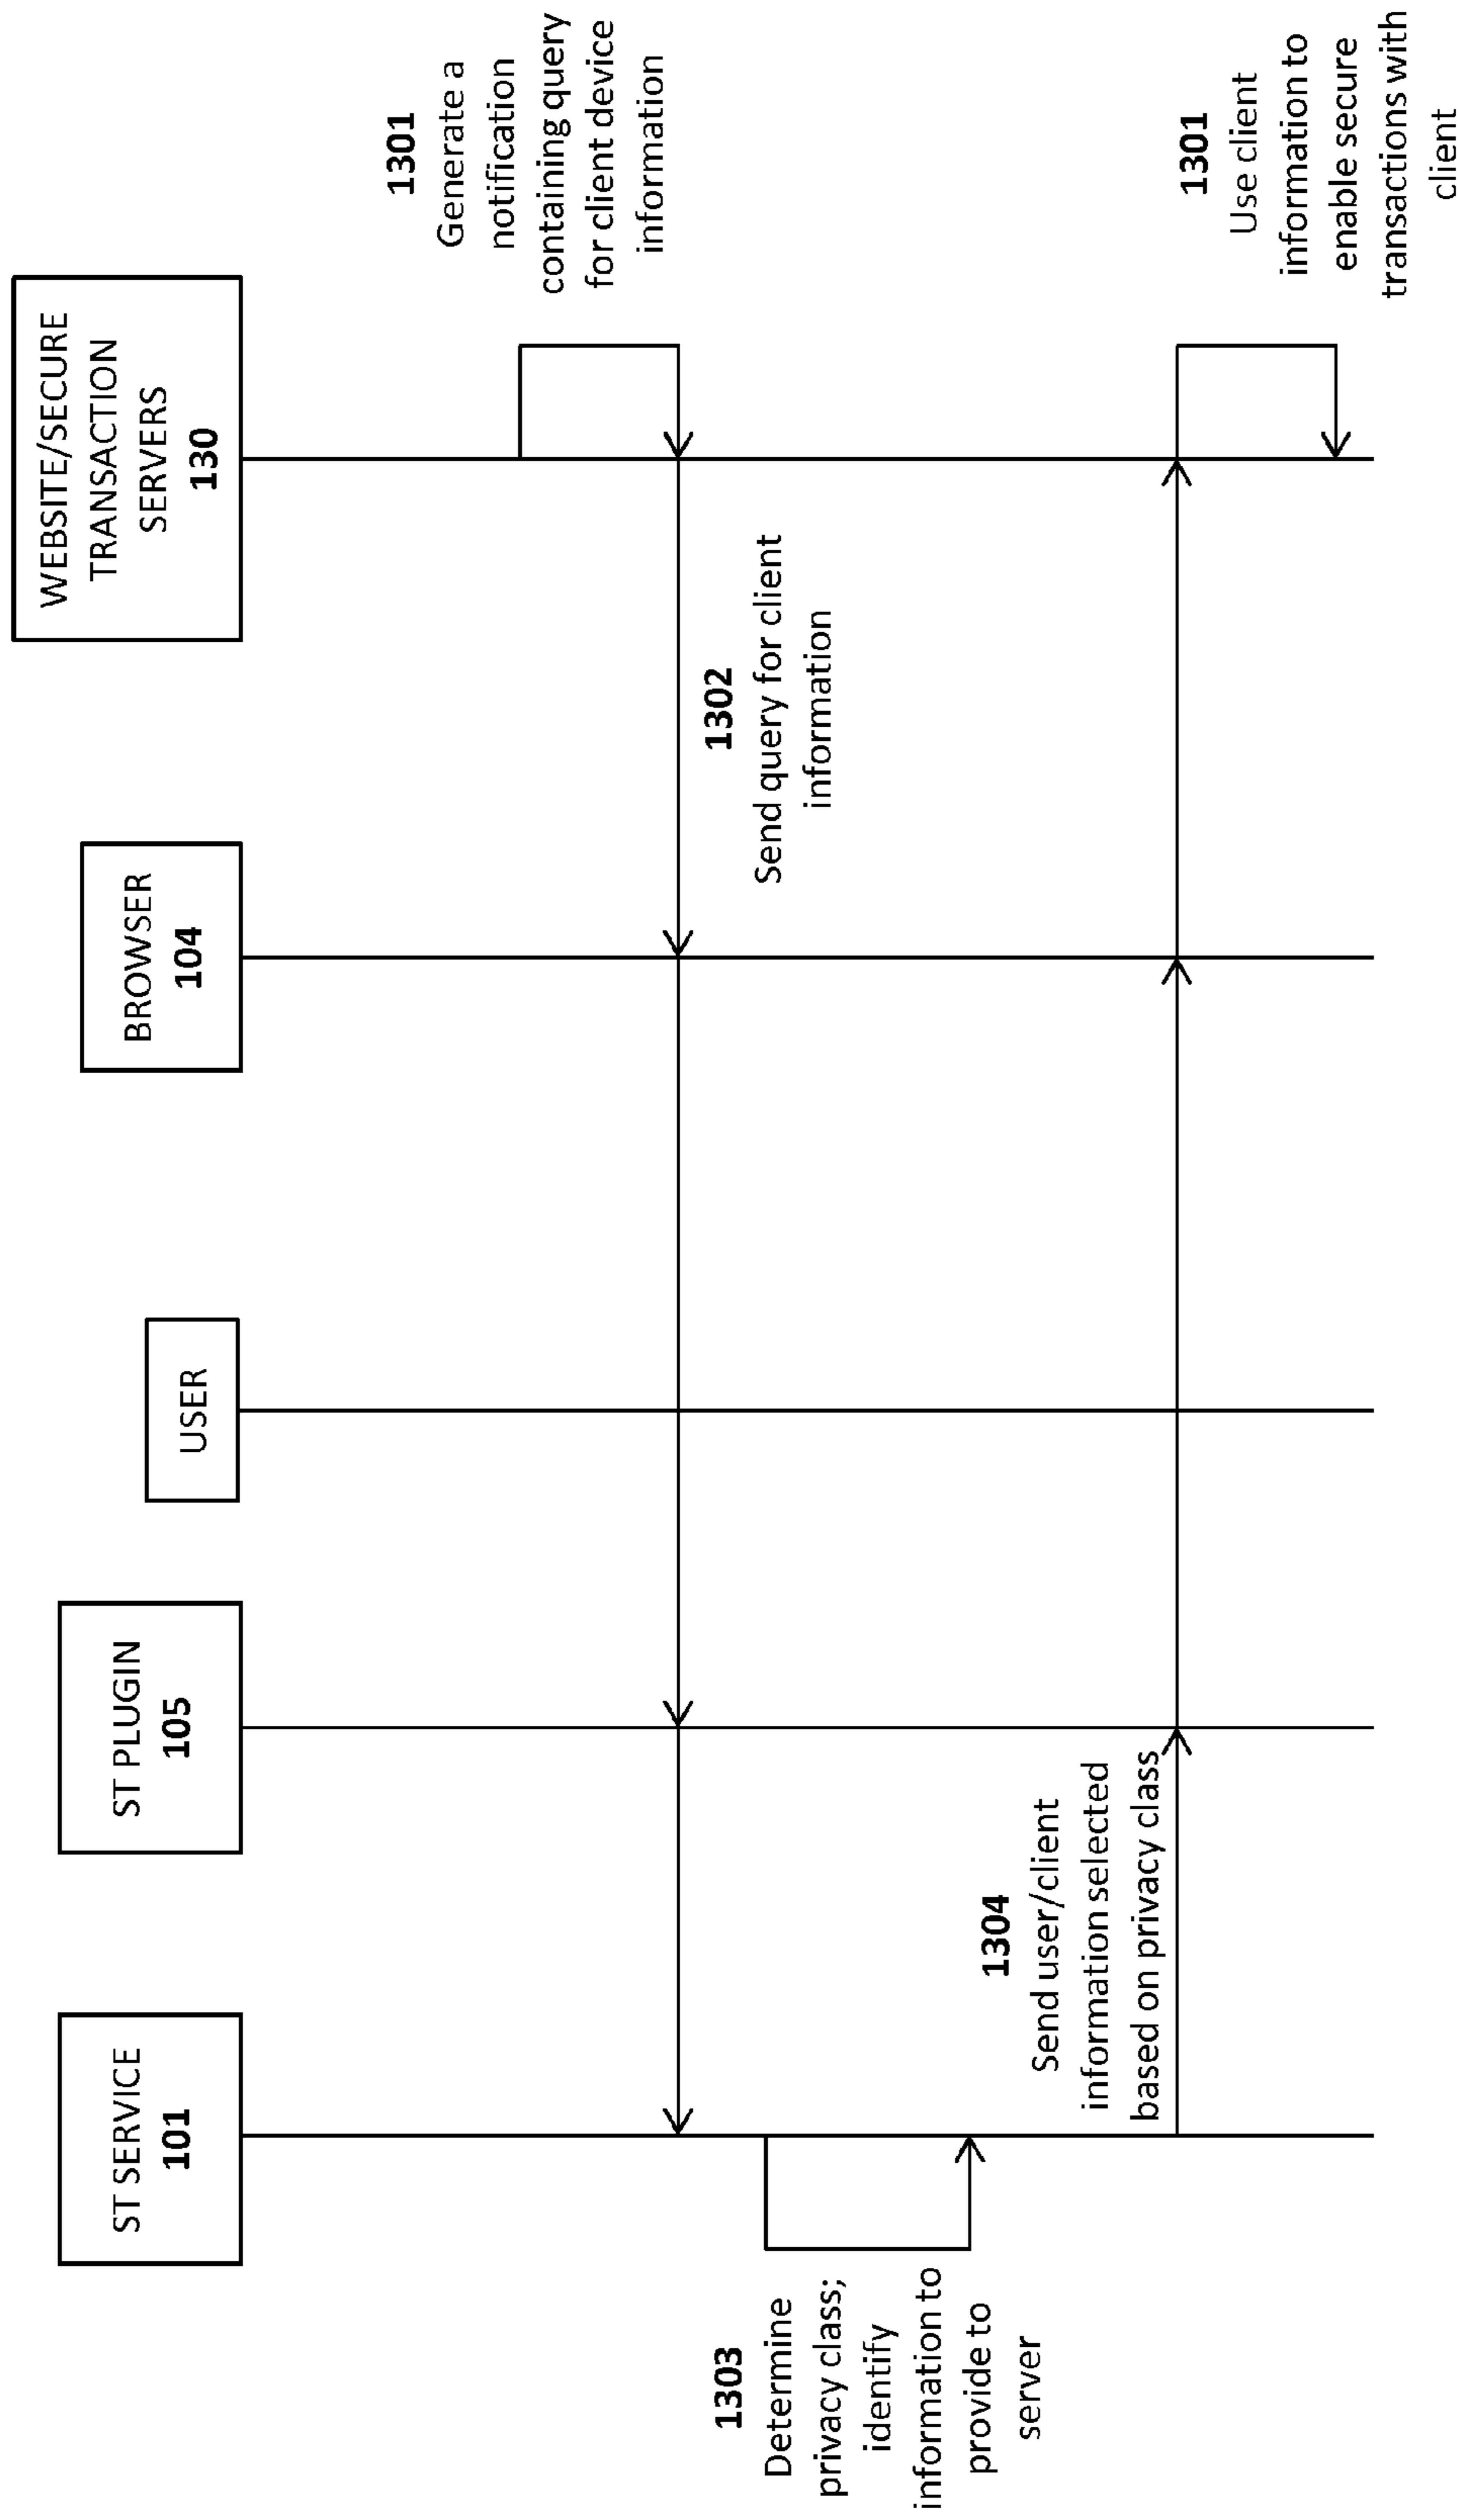 ST SERVICE
101
ST PLUGIN
105
USER
BROWSER
104
WEBSITE/SECURE
TRANSACTION
SERVERS
130
1301
Generate a
notification
containing query
for client device
information
1302
Send query for client
information
1303
Determine
privacy class;
identify
information to
provide to
server
1304
Send user/client
information selected
based on privacy class
1301
Use client
information to
enable secure
transactions with
client